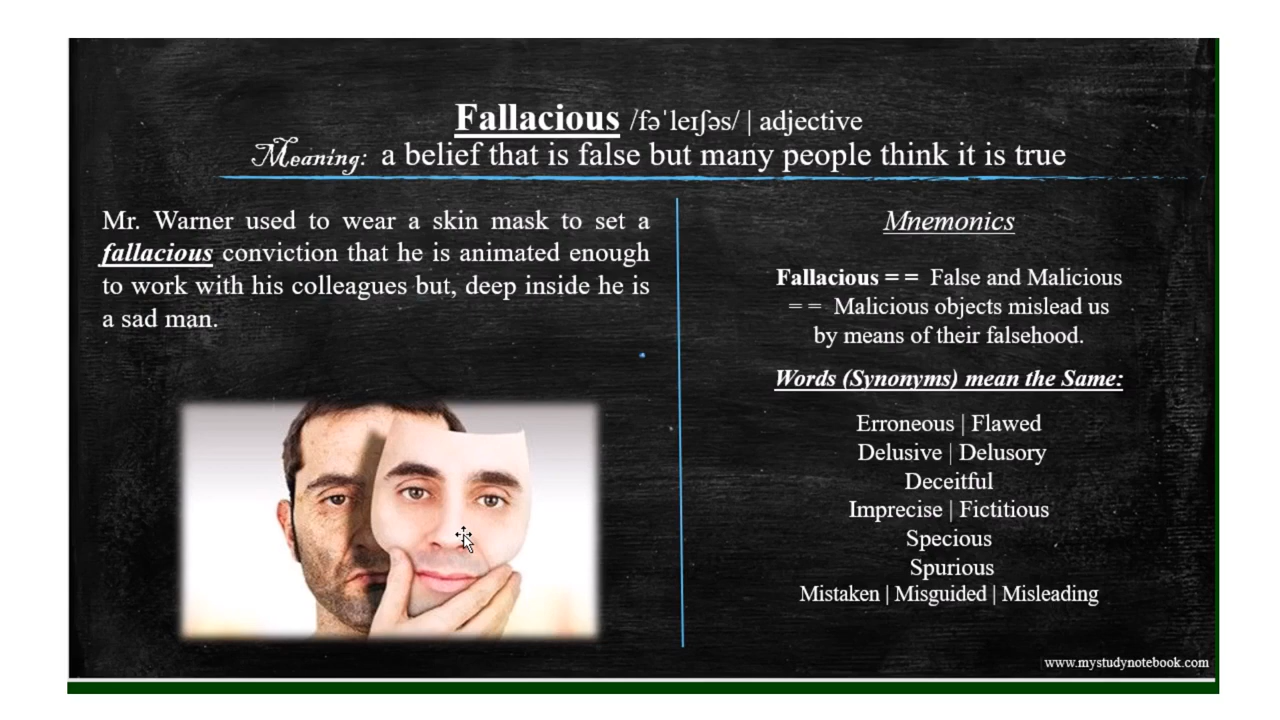 Fallacious /fəˈleɪʃəs/ | adjective
Meaning: a belief that is false but many people think it is true
Mr. Warner used to wear a skin mask to set a
fallacious conviction that he is animated enough
to work with his colleagues but, deep inside he is
a sad man.
Mnemonics
Fallacious = = False and Malicious
= = Malicious objects mislead us
by means of their falsehood.
Words (Synonyms) mean the Same:
Erroneous | Flawed
Delusive | Delusory
Deceitful
Imprecise | Fictitious
Specious
Spurious
Mistaken | Misguided | Misleading
www.mystudynotebook.com